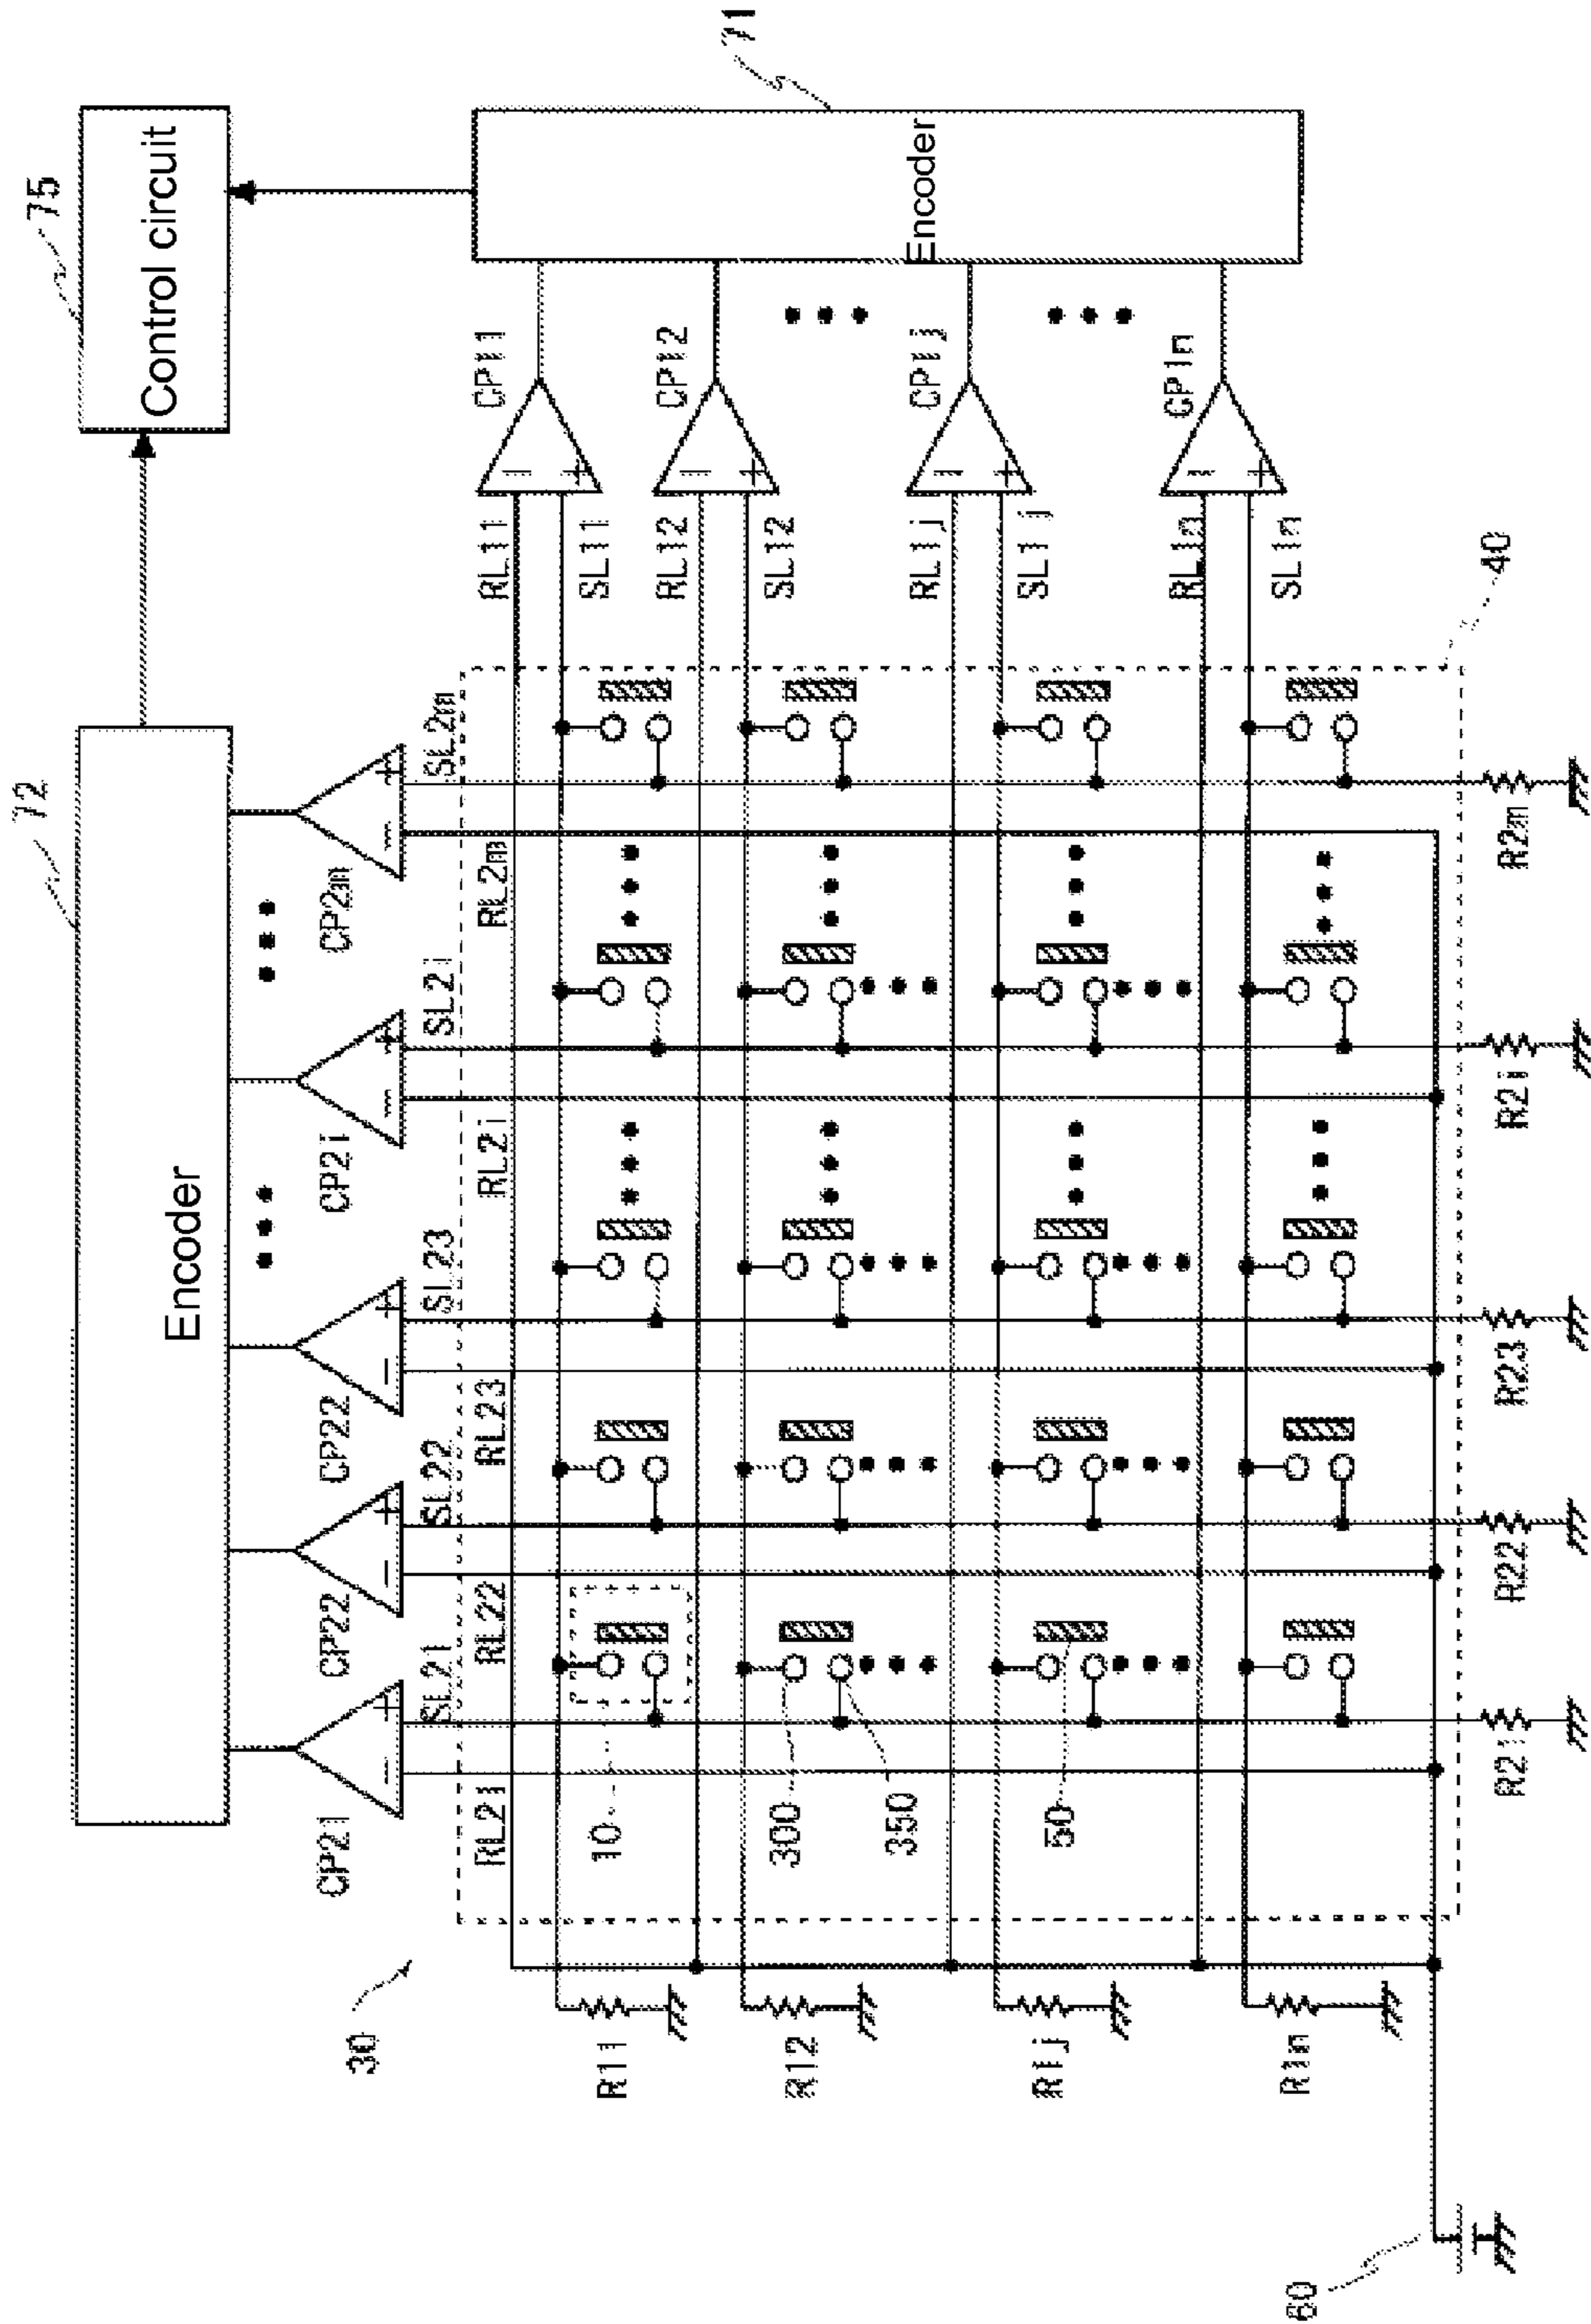 72
75
Control circuit
71
Encoder
Encoder
CP21
CP22
CP22
CP2i
CP2m
CP11
CP12
CP1j
CP1n
SL21
SL22
SL23
SL2i
SL2m
RL21
RL22
RL23
RL2i
RL2m
RL11
SL11
RL12
SL12
RL1j
SL1j
RL1n
SL1n
30
10
300
350
50
40
R11
R12
R1j
R1n
R21
R22
R23
R2i
R2m
60